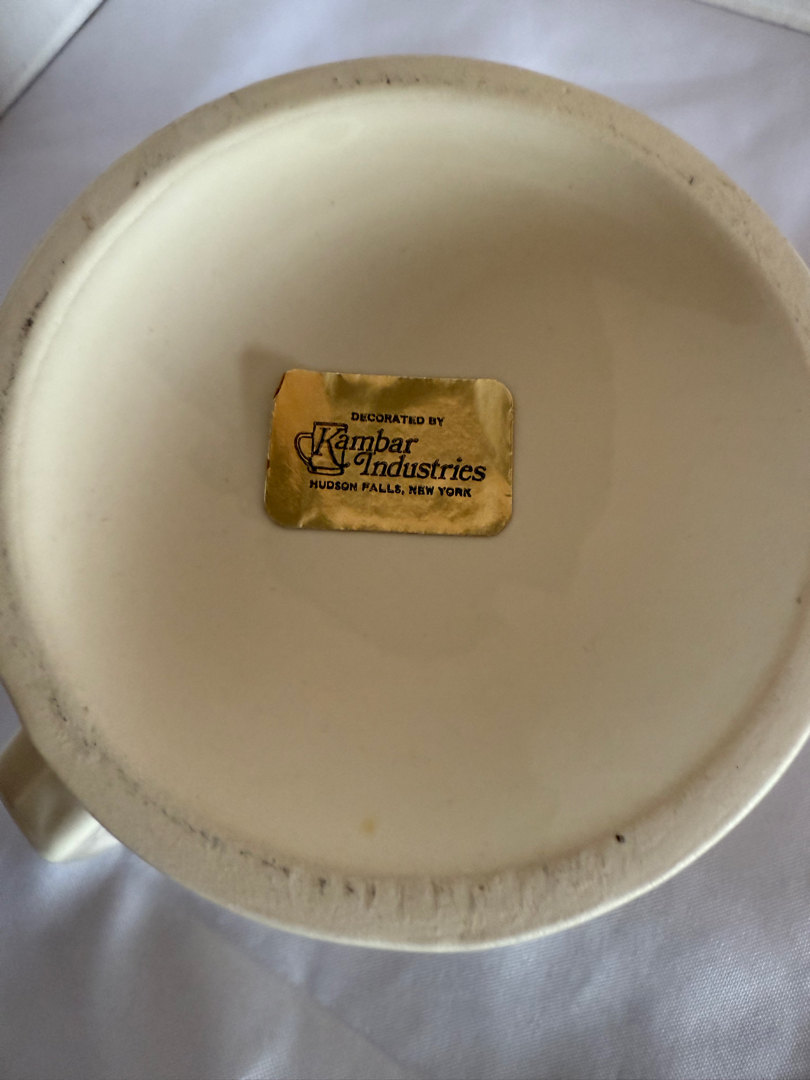 DECORATED BY
Kambar
Industries
HUDSON FALLS, NEW YORK